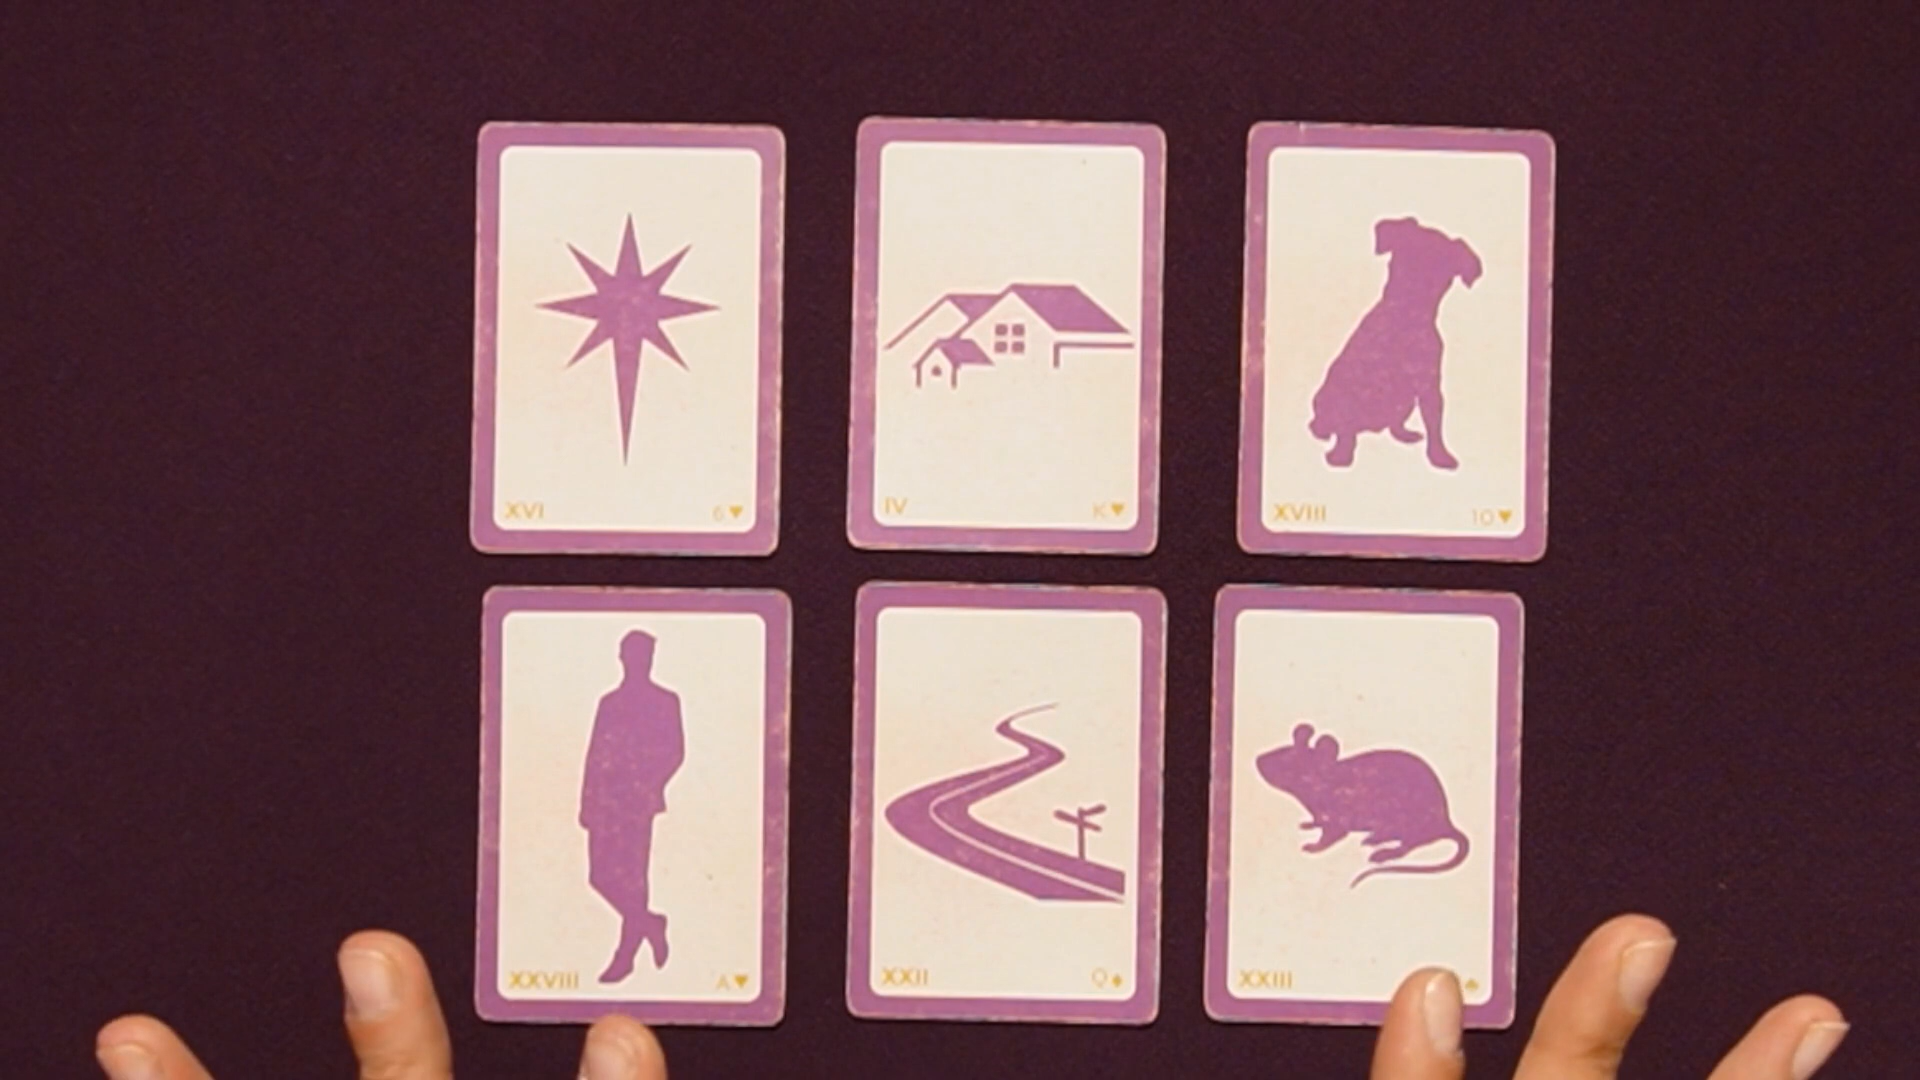 XVI 6♥
IV K♥
XVIII 10♥
XXVIII A♥
XXII Q♦
XXIII ♣